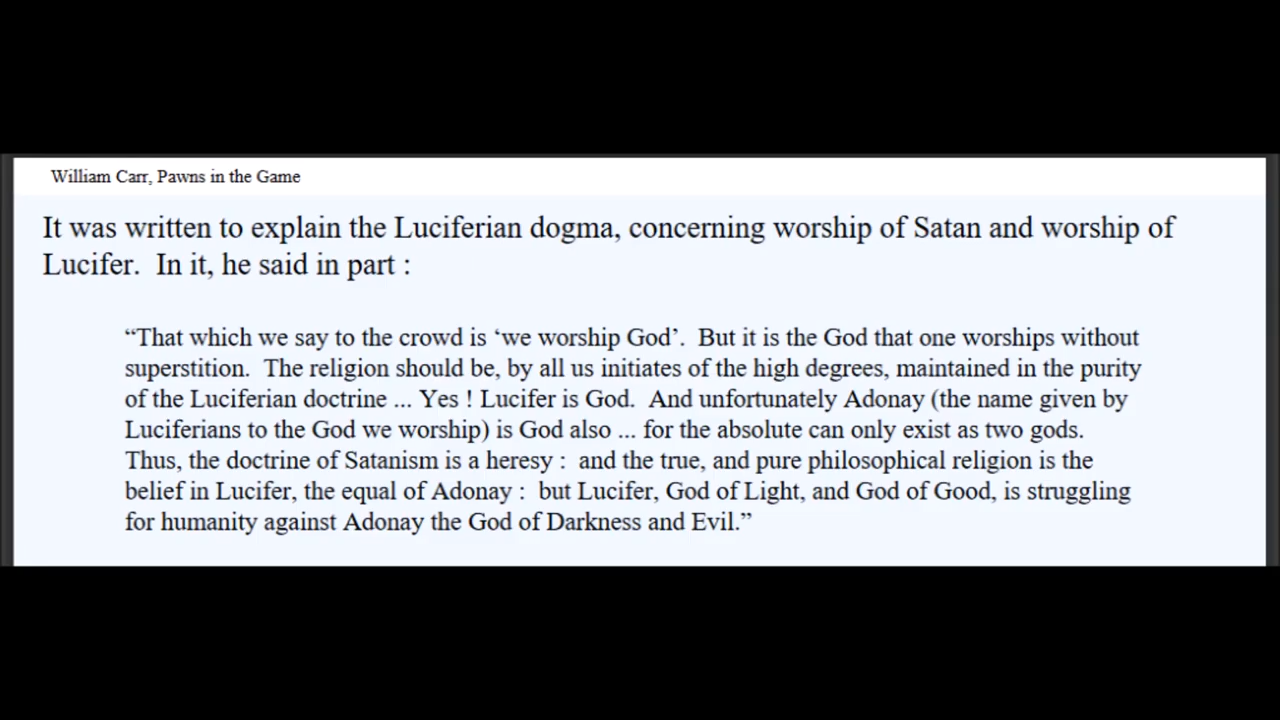 William Carr, Pawns in the Game
It was written to explain the Luciferian dogma, concerning worship of Satan and worship of
Lucifer.  In it, he said in part :
“That which we say to the crowd is ‘we worship God’.  But it is the God that one worships without
superstition.  The religion should be, by all us initiates of the high degrees, maintained in the purity
of the Luciferian doctrine ... Yes ! Lucifer is God.  And unfortunately Adonay (the name given by
Luciferians to the God we worship) is God also ... for the absolute can only exist as two gods.
Thus, the doctrine of Satanism is a heresy :  and the true, and pure philosophical religion is the
belief in Lucifer, the equal of Adonay :  but Lucifer, God of Light, and God of Good, is struggling
for humanity against Adonay the God of Darkness and Evil.”